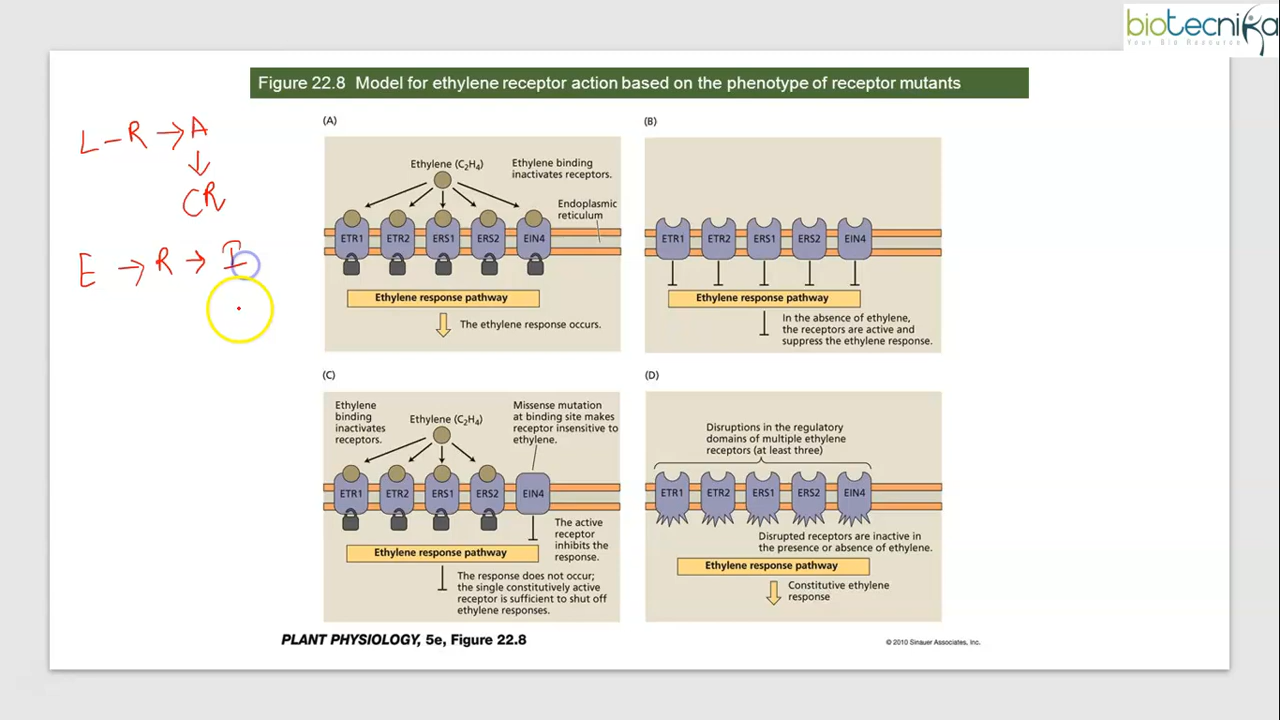 biotecnika
Your Bio Resource
Figure 22.8 Model for ethylene receptor action based on the phenotype of receptor mutants
L – R → A
↓
CR
E → R → I
(A)
Ethylene (C₂H₄)
Ethylene binding
inactivates receptors.
Endoplasmic
reticulum
ETR1 ETR2 ERS1 ERS2 EIN4
Ethylene response pathway
The ethylene response occurs.
(B)
ETR1 ETR2 ERS1 ERS2 EIN4
Ethylene response pathway
In the absence of ethylene,
the receptors are active and
suppress the ethylene response.
(C)
Ethylene
binding
inactivates
receptors.
Ethylene (C₂H₄)
Missense mutation
at binding site makes
receptor insensitive to
ethylene.
ETR1 ETR2 ERS1 ERS2 EIN4
The active
receptor
inhibits the
response.
Ethylene response pathway
The response does not occur;
the single constitutively active
receptor is sufficient to shut off
ethylene responses.
(D)
Disruptions in the regulatory
domains of multiple ethylene
receptors (at least three)
ETR1 ETR2 ERS1 ERS2 EIN4
Disrupted receptors are inactive in
the presence or absence of ethylene.
Ethylene response pathway
Constitutive ethylene
response
PLANT PHYSIOLOGY, 5e, Figure 22.8
© 2010 Sinauer Associates, Inc.